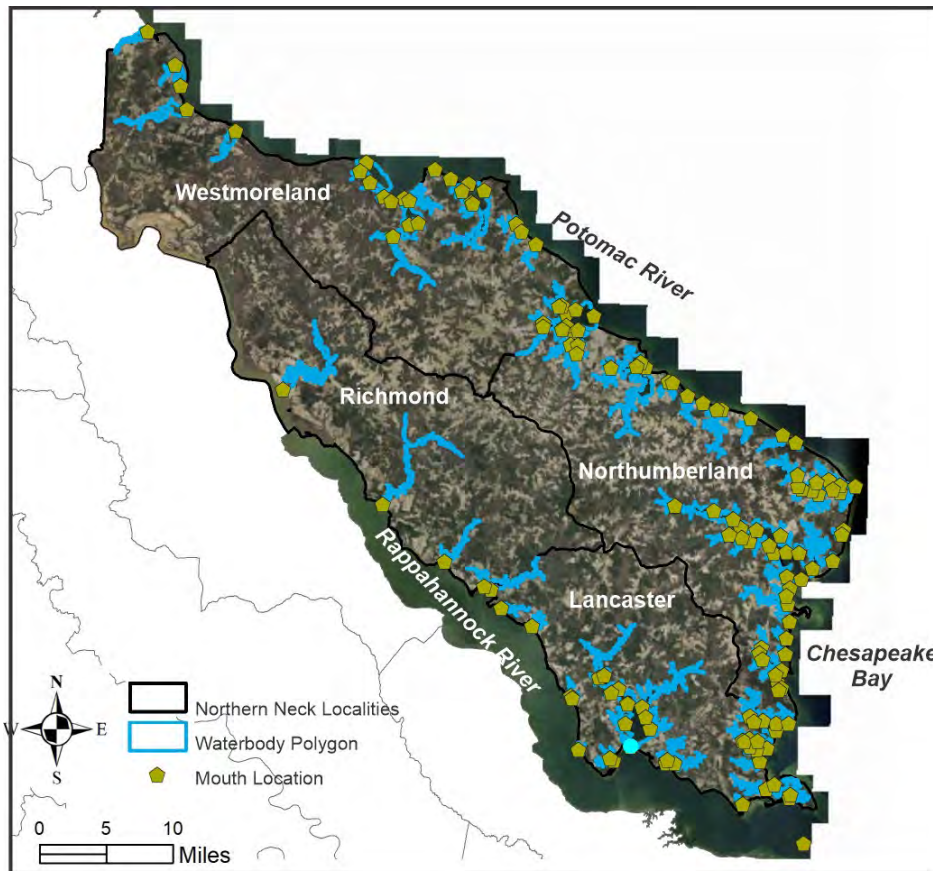 Westmoreland
Potomac River
Richmond
Northumberland
Rappahannock River
Lancaster
Chesapeake
Bay
N
W
E
S
Northern Neck Localities
Waterbody Polygon
Mouth Location
0 5 10
Miles